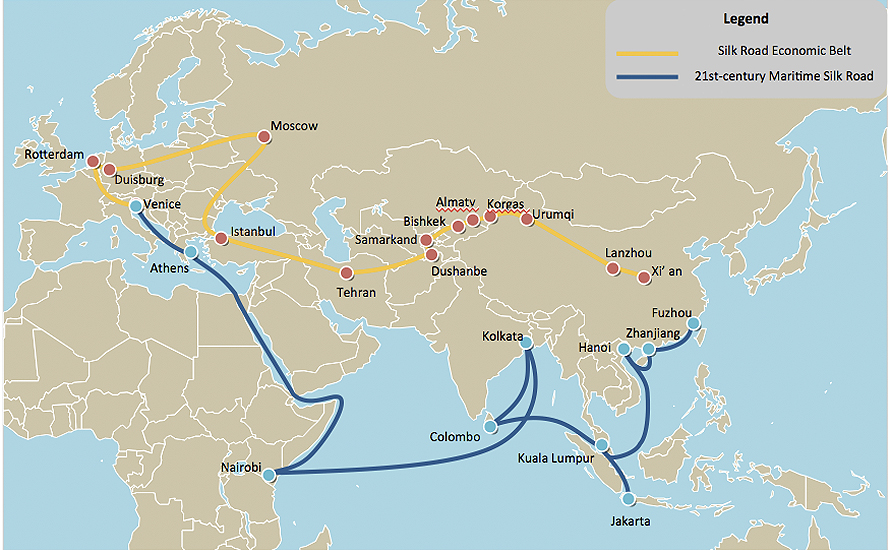 Legend
Silk Road Economic Belt
21st-century Maritime Silk Road
Moscow
Rotterdam
Duisburg
Venice
Almatv
Korgas
Bishkek
Urumqi
Istanbul
Samarkand
Athens
Dushanbe
Lanzhou
Xi’ an
Tehran
Fuzhou
Kolkata
Zhanjiang
Hanoi
Colombo
Kuala Lumpur
Nairobi
Jakarta